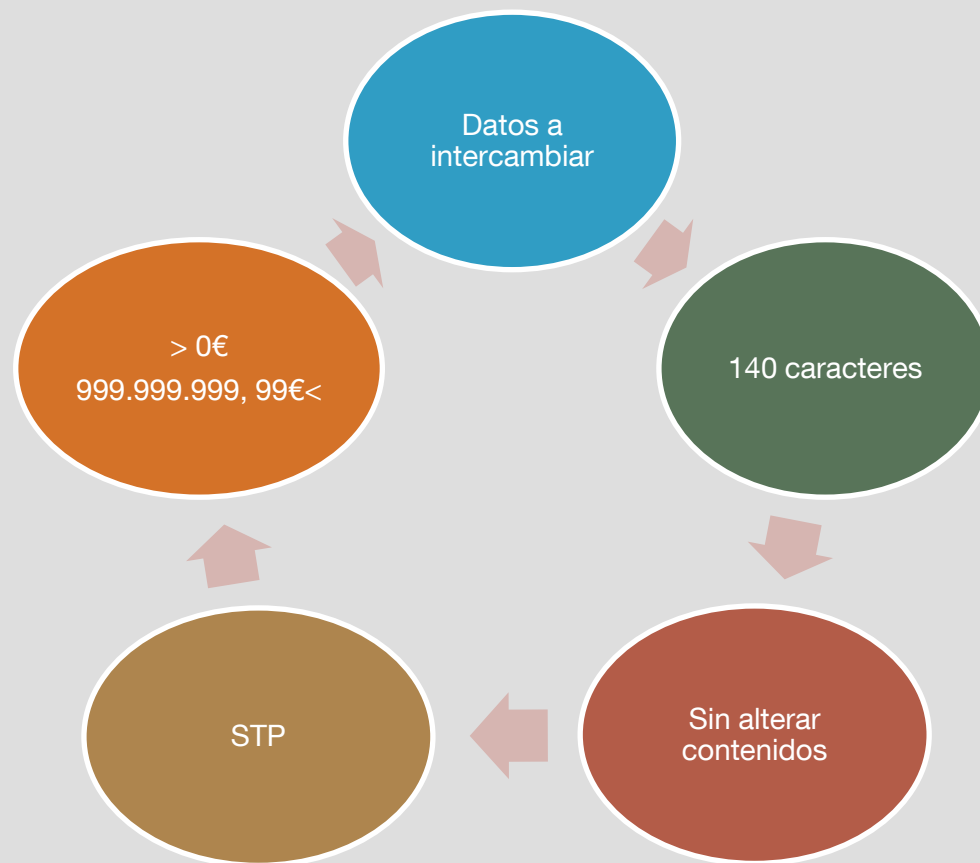 Datos a
intercambiar
140 caracteres
Sin alterar
contenidos
STP
> 0€
999.999.999, 99€<